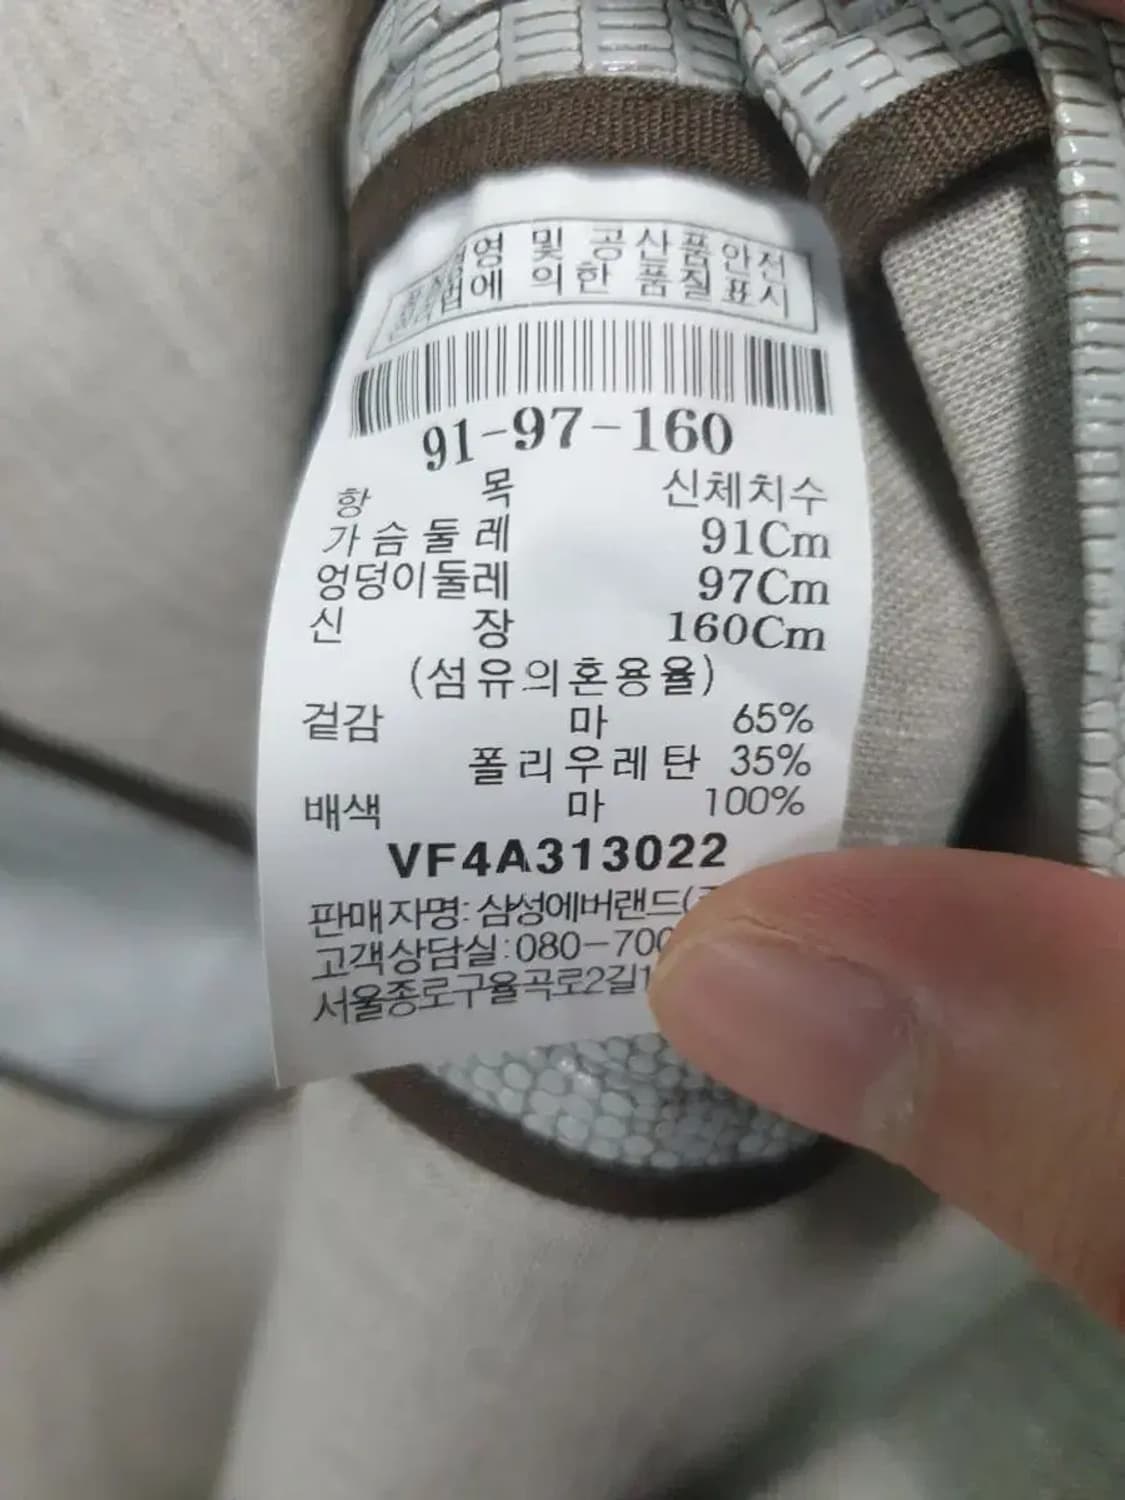 영 및 공산품안전
법에 의한 품질표시
91-97-160
항 목 신체치수
가슴둘레 91Cm
엉덩이둘레 97Cm
신 장 160Cm
(섬유의혼용율)
겉감 마 65%
폴리우레탄 35%
배색 마 100%
VF4A313022
판매자명: 삼성에버랜드(
고객상담실:080-700
서울종로구율곡로2길1